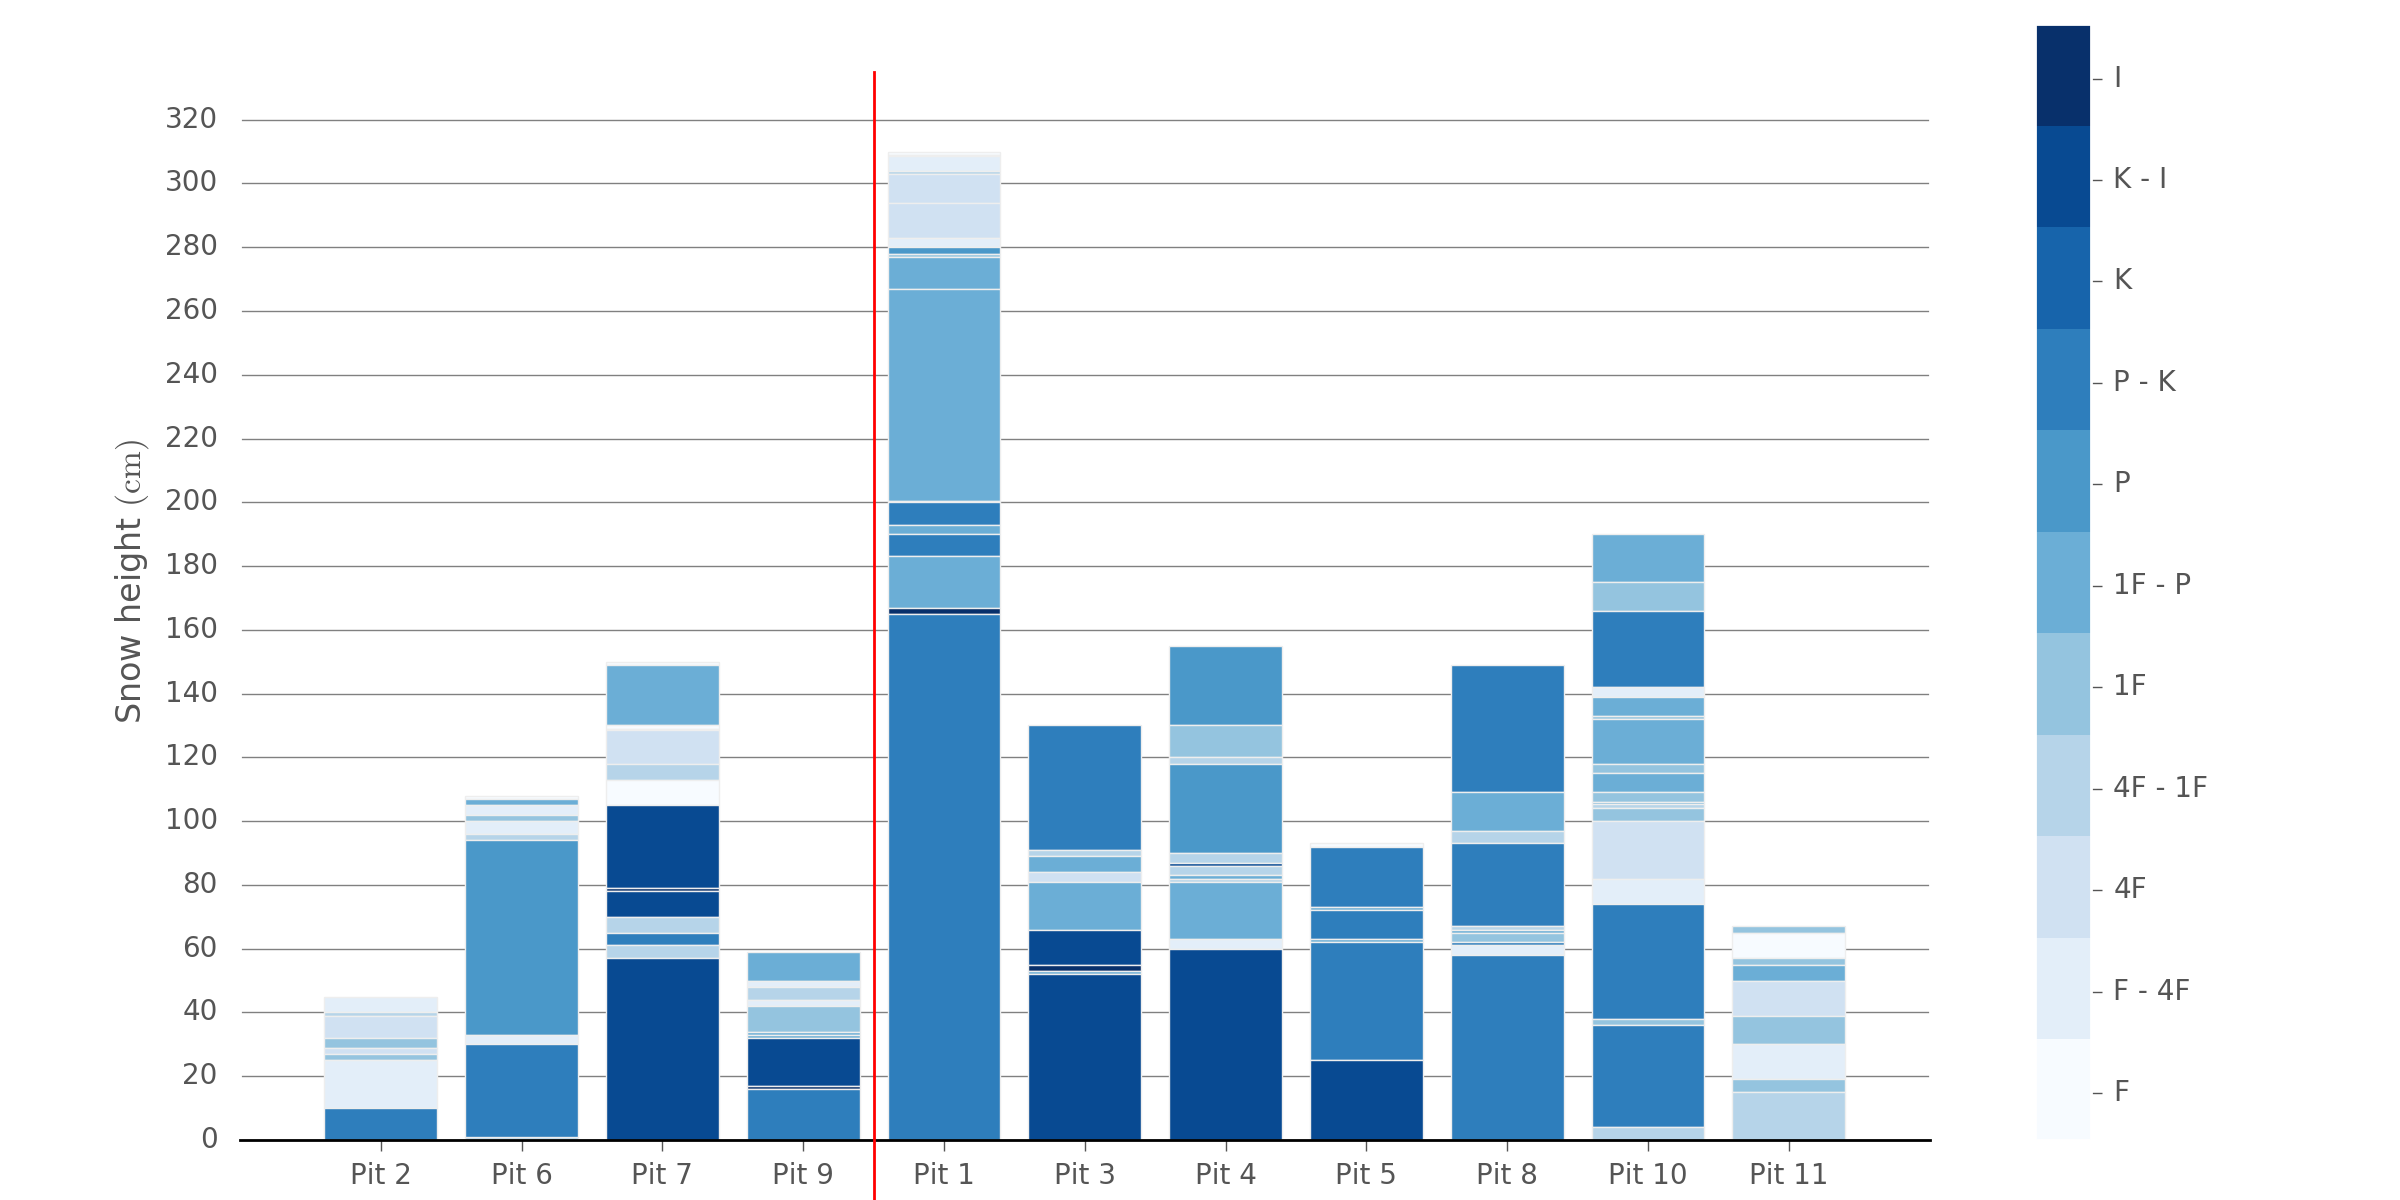 Snow height (cm)
320
300
280
260
240
220
200
180
160
140
120
100
80
60
40
20
0
Pit 2
Pit 6
Pit 7
Pit 9
Pit 1
Pit 3
Pit 4
Pit 5
Pit 8
Pit 10
Pit 11
I
K - I
K
P - K
P
1F - P
1F
4F - 1F
4F
F - 4F
F